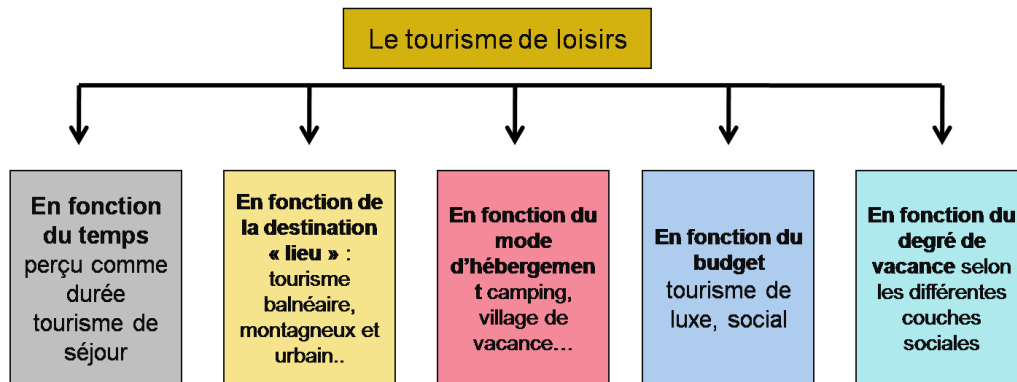 Le tourisme de loisirs
En fonction
du temps
perçu comme
durée
tourisme de
séjour
En fonction de
la destination
« lieu » :
tourisme
balnéaire,
montagneux et
urbain..
En fonction du
mode
d'hébergemen
t camping,
village de
vacance...
En fonction du
budget
tourisme de
luxe, social
En fonction du
degré de
vacance selon
les différentes
couches
sociales